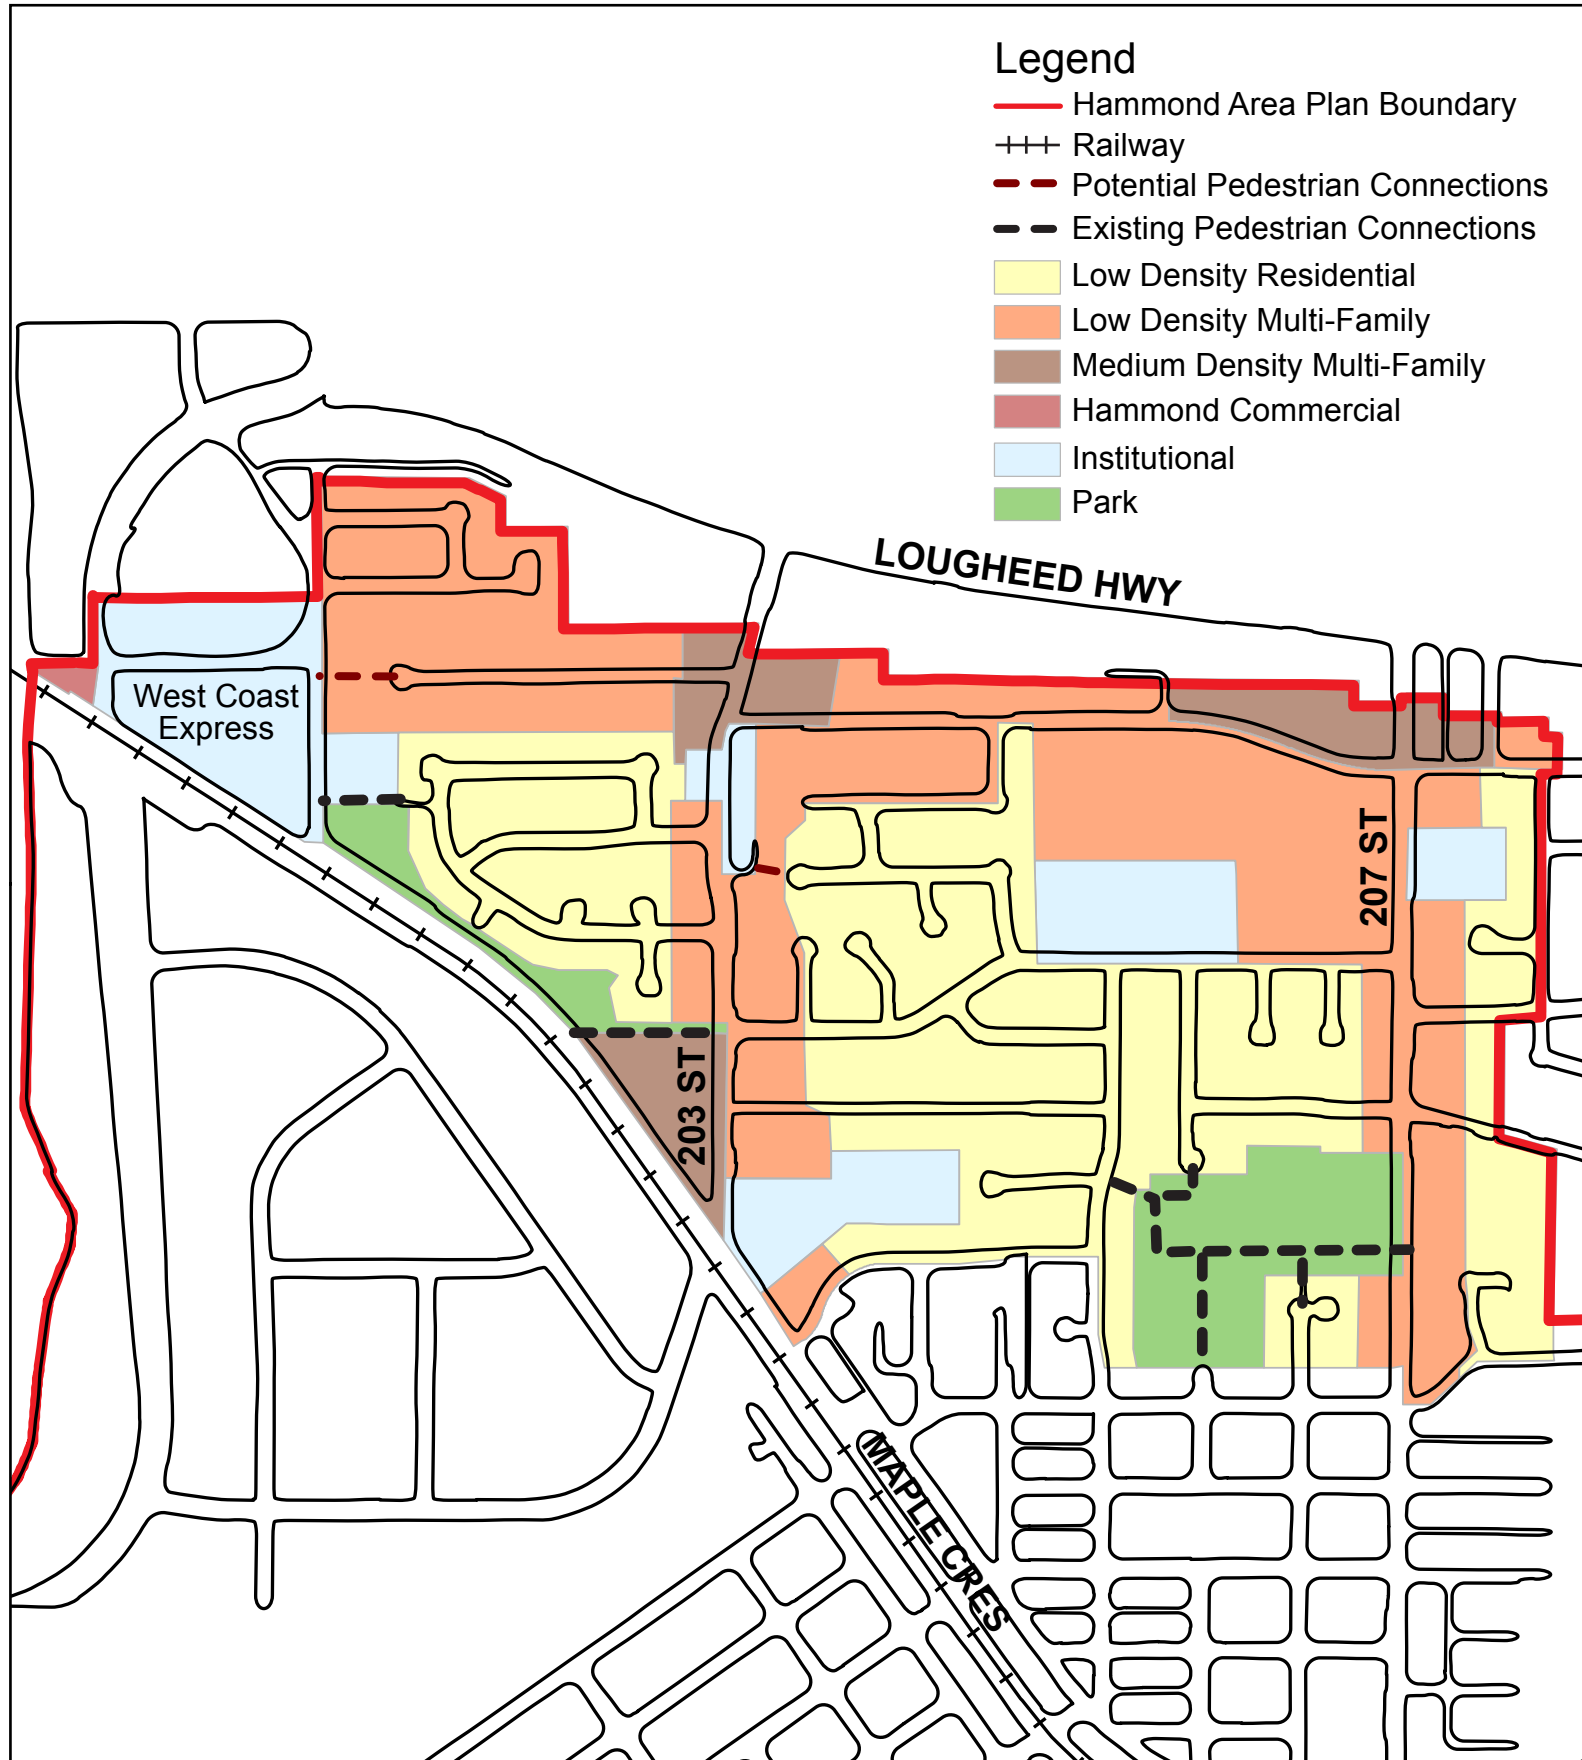 Legend
Hammond Area Plan Boundary
Railway
Potential Pedestrian Connections
Existing Pedestrian Connections
Low Density Residential
Low Density Multi-Family
Medium Density Multi-Family
Hammond Commercial
Institutional
Park
LOUGHEED HWY
West Coast
Express
207 ST
203 ST
MAPLE CRES